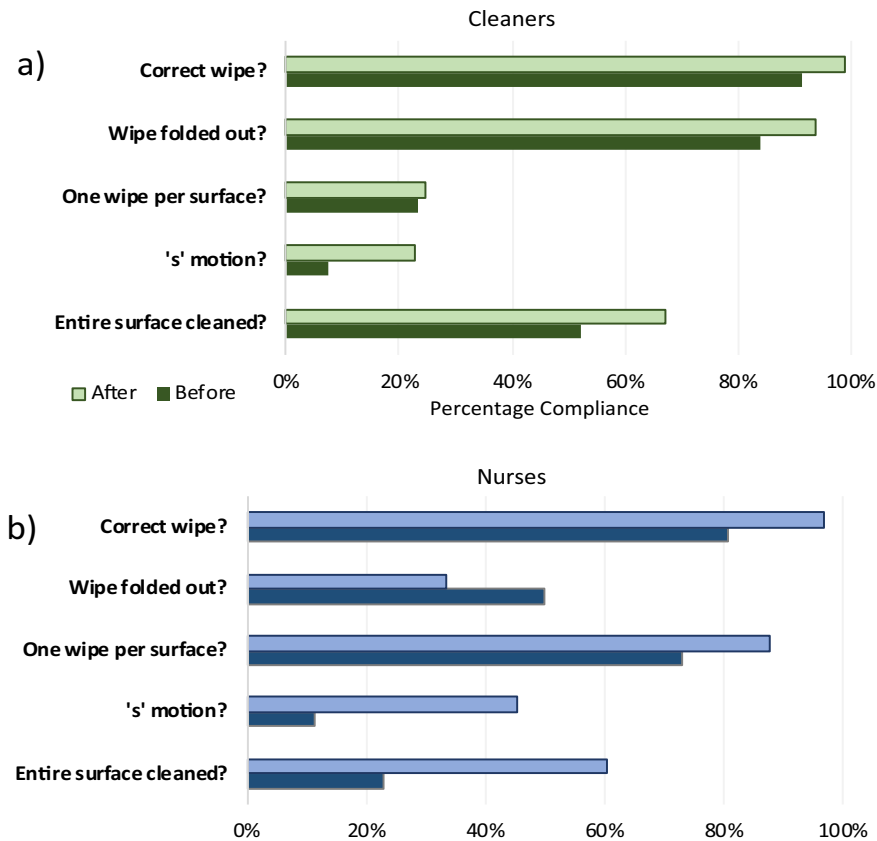 Cleaners
a)
Correct wipe?
Wipe folded out?
One wipe per surface?
's' motion?
Entire surface cleaned?
0% 20% 40% 60% 80% 100%
After Before
Percentage Compliance
Nurses
b)
Correct wipe?
Wipe folded out?
One wipe per surface?
's' motion?
Entire surface cleaned?
0% 20% 40% 60% 80% 100%